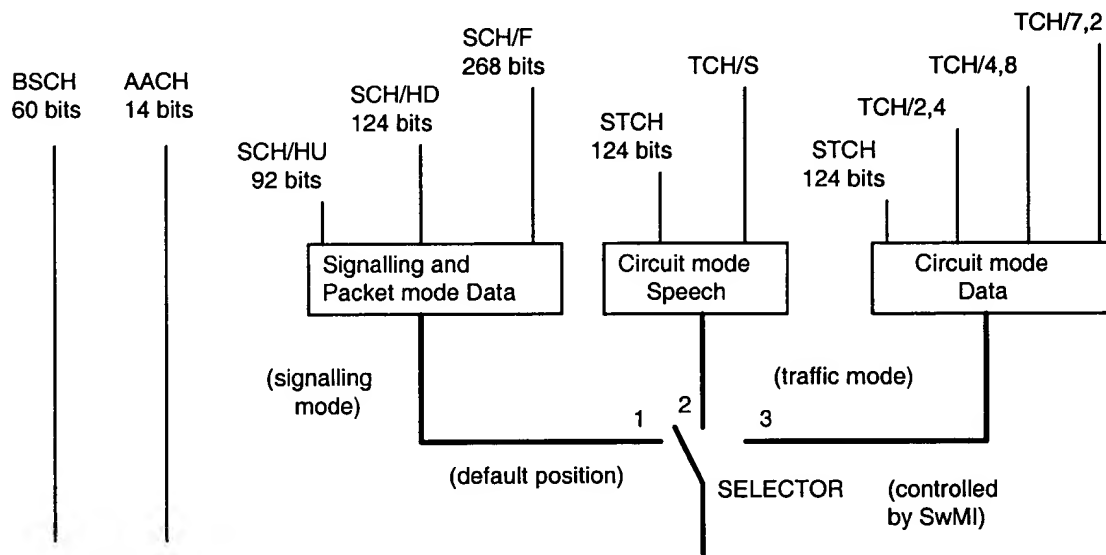 BSCH
60 bits
AACH
14 bits
SCH/HU
92 bits
SCH/HD
124 bits
SCH/F
268 bits
STCH
124 bits
TCH/S
STCH
124 bits
TCH/2,4
TCH/4,8
TCH/7,2
Signalling and
Packet mode Data
Circuit mode
Speech
Circuit mode
Data
(signalling
mode)
(traffic mode)
1
2
3
(default position)
SELECTOR
(controlled
by SwMI)